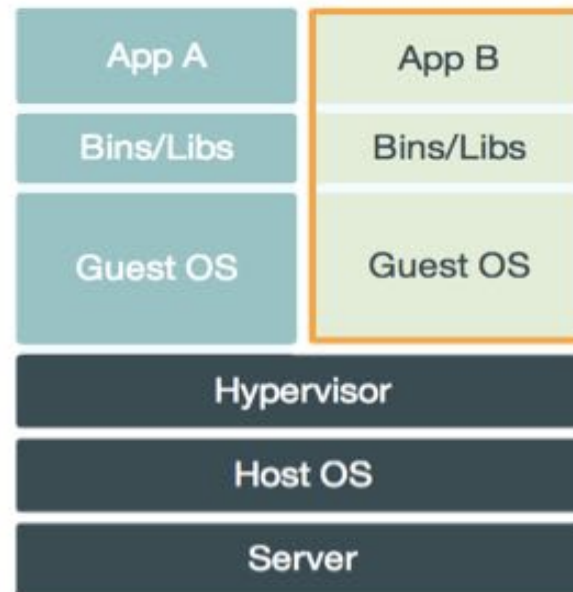 App A
App B
Bins/Libs
Bins/Libs
Guest OS
Guest OS
Hypervisor
Host OS
Server